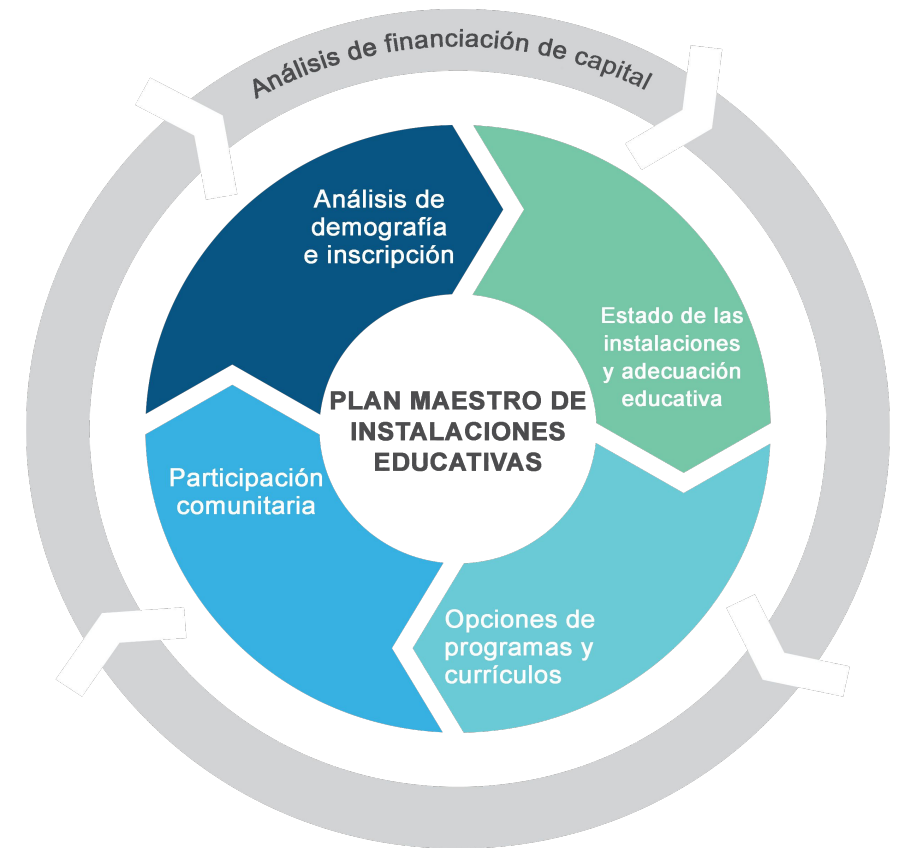 Análisis de financiación de capital
Análisis de
demografía
e inscripción
Estado de las
instalaciones
y adecuación
educativa
PLAN MAESTRO DE
INSTALACIONES
EDUCATIVAS
Participación
comunitaria
Opciones de
programas y
currículos